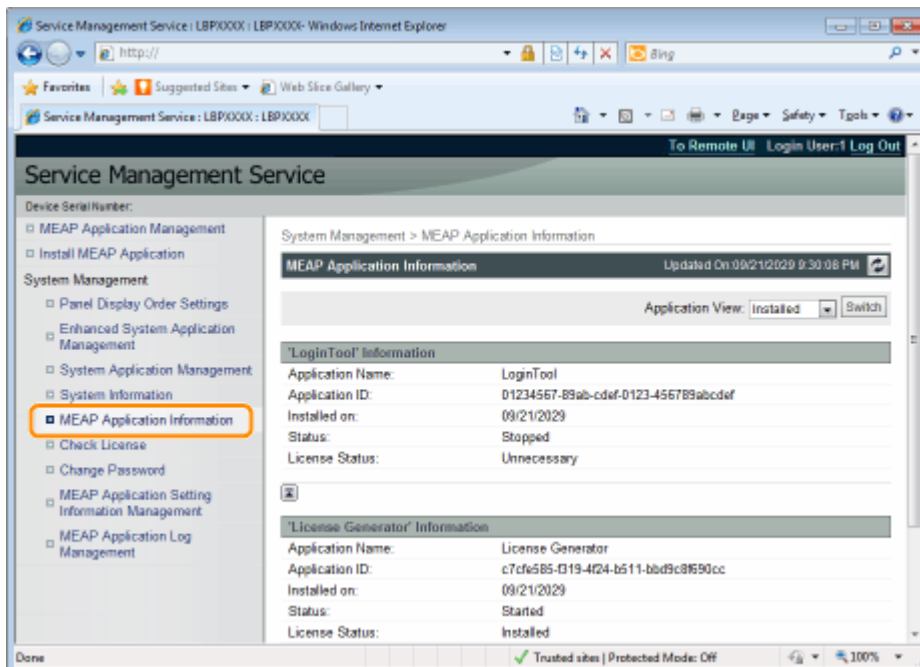 Service Management Service : LBPXXXX : LBPXXXX- Windows Internet Explorer
http://
Bing
Favorites
Suggested Sites
Web Slice Gallery
Service Management Service : LBPXXXX : LBPXXXX
Page Safety Tools
To Remote UI Login User:1 Log Out
Service Management Service
Device Serial Number:
MEAP Application Management
Install MEAP Application
System Management
Panel Display Order Settings
Enhanced System Application
Management
System Application Management
System Information
MEAP Application Information
Check License
Change Password
MEAP Application Setting
Information Management
MEAP Application Log
Management
System Management > MEAP Application Information
MEAP Application Information
Updated On:09/21/2029 9:30:08 PM
Application View: Installed Switch
'LoginTool' Information
Application Name: LoginTool
Application ID: 01234567-89ab-cdef-0123-456789abcdef
Installed on: 09/21/2029
Status: Stopped
License Status: Unnecessary
'License Generator' Information
Application Name: License Generator
Application ID: c7cfe585-f319-4f24-b511-bbd9c8f690cc
Installed on: 09/21/2029
Status: Started
License Status: Installed
Done
Trusted sites | Protected Mode: Off
100%